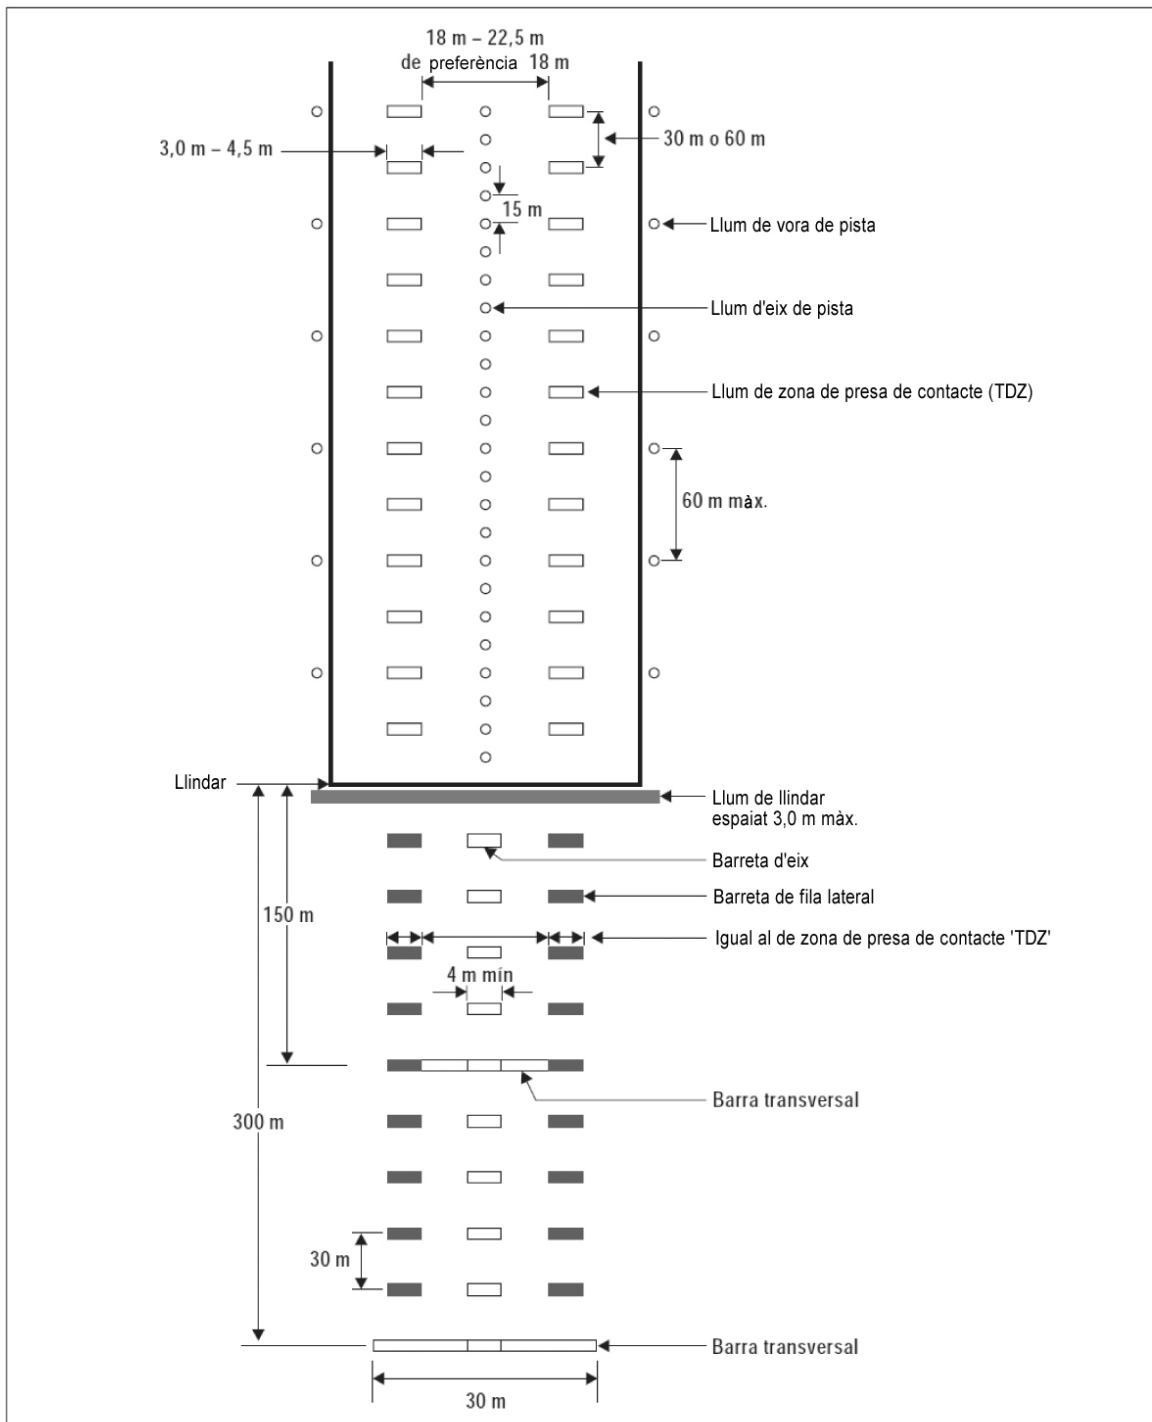 18 m – 22,5 m
de preferència 18 m
3,0 m – 4,5 m
30 m o 60 m
15 m
Llum de vora de pista
Llum d'eix de pista
Llum de zona de presa de contacte (TDZ)
60 m màx.
Llindar
Llum de llindar
espaiat 3,0 m màx.
Barreta d'eix
Barreta de fila lateral
150 m
Igual al de zona de presa de contacte 'TDZ'
4 m mín
Barra transversal
300 m
30 m
Barra transversal
30 m